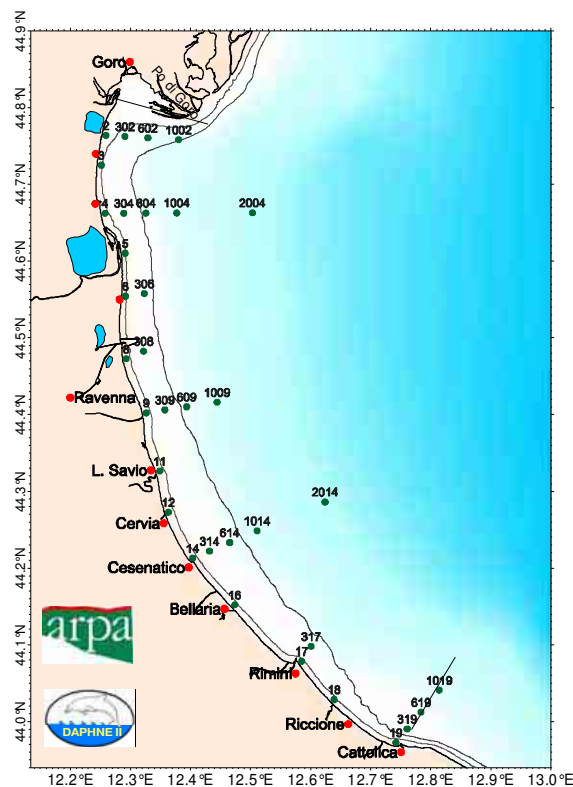 44.9°N
Goro
Po di Goro
44.8°N
2 302 602 1002
3
44.7°N
4 304 604 1004 2004
44.6°N
5
6 306
44.5°N
8 308
44.4°N
Ravenna
9 309 609 1009
44.3°N
L. Savio
11
2014
12
Cervia
14 314 614 1014
44.2°N
Cesenatico
16
Bellaria
44.1°N
arpa
17 317
Rimini
18
1019
619
319
44.0°N
Riccione
19
Cattolica
DAPHNE II
12.2°E 12.3°E 12.4°E 12.5°E 12.6°E 12.7°E 12.8°E 12.9°E 13.0°E